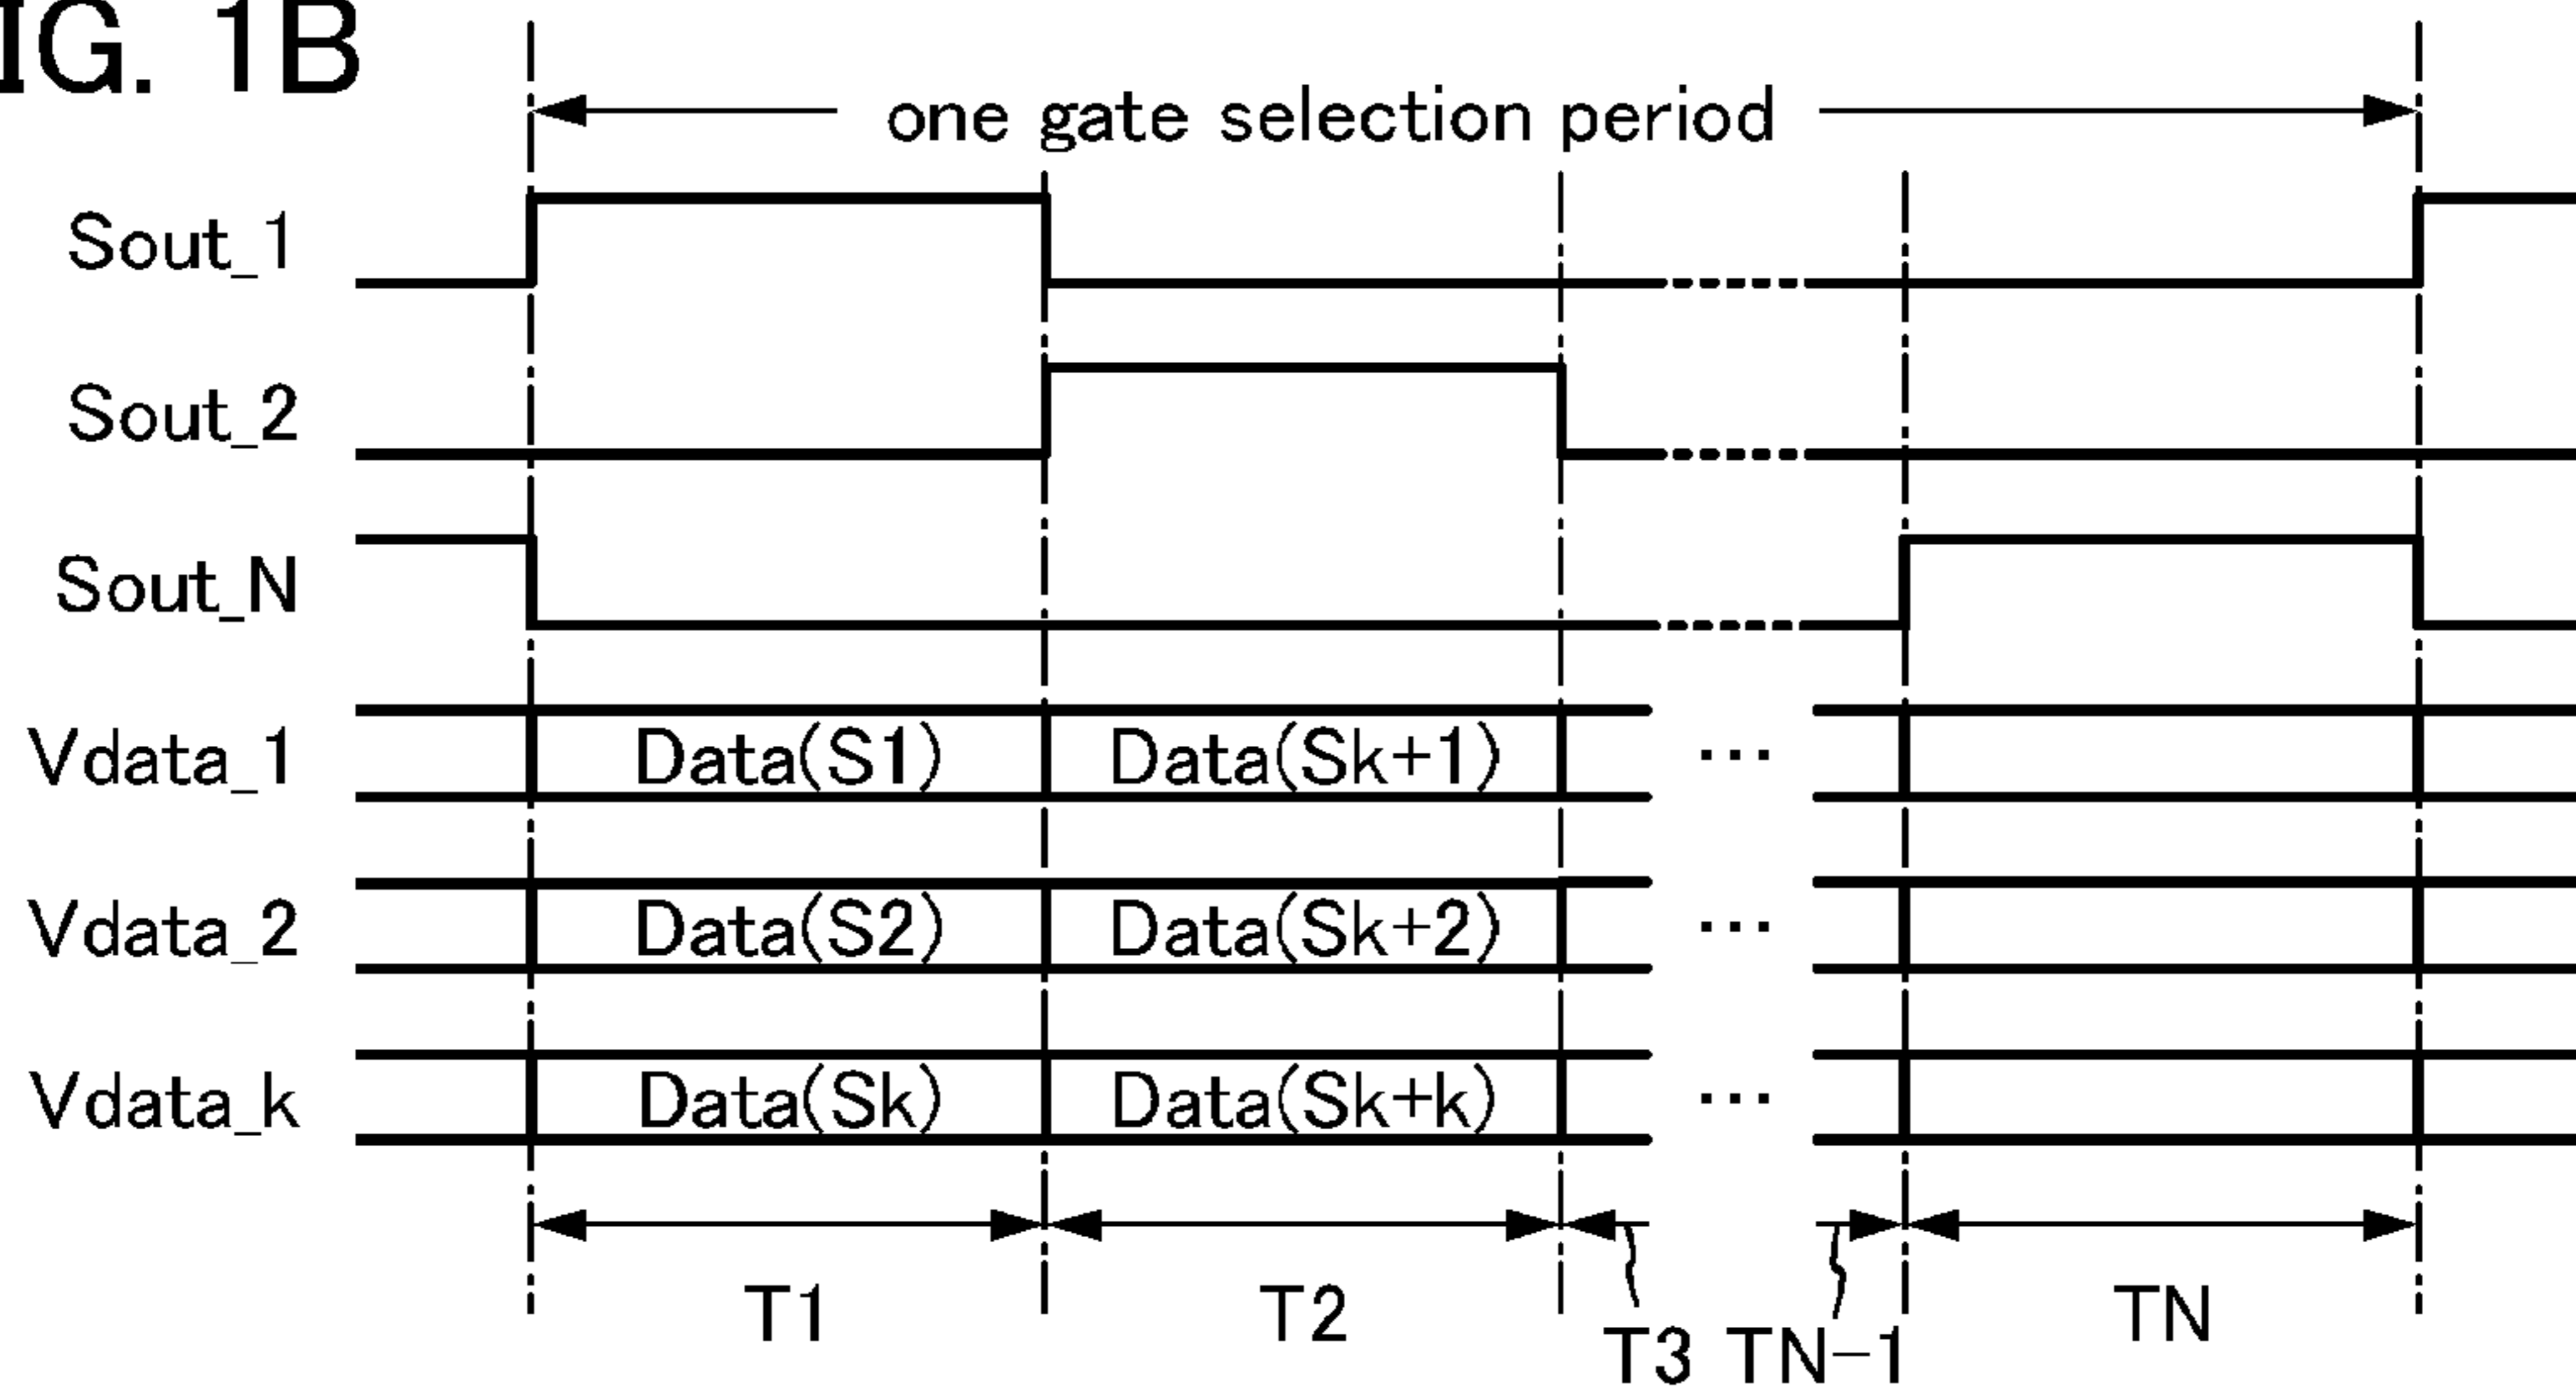 IG. 1B
one gate selection period
Sout_1
Sout_2
Sout_N
Vdata_1 Data(S1) Data(Sk+1) ...
Vdata_2 Data(S2) Data(Sk+2) ...
Vdata_k Data(Sk) Data(Sk+k) ...
T1 T2 T3 TN-1 TN